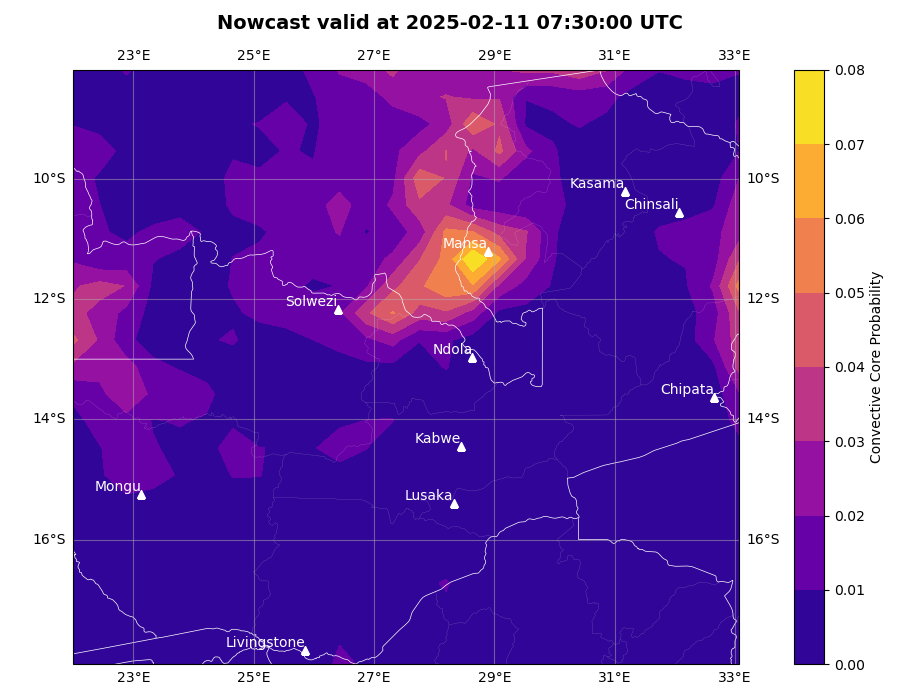 Nowcast valid at 2025-02-11 07:30:00 UTC
23°E 25°E 27°E 29°E 31°E 33°E
0.08
0.07
0.06
0.05
0.04
0.03
0.02
0.01
0.00
Convective Core Probability
10°S 10°S
12°S 12°S
14°S 14°S
16°S 16°S
Kasama
Chinsali
Mansa
Solwezi
Ndola
Chipata
Kabwe
Mongu
Lusaka
Livingstone
23°E 25°E 27°E 29°E 31°E 33°E